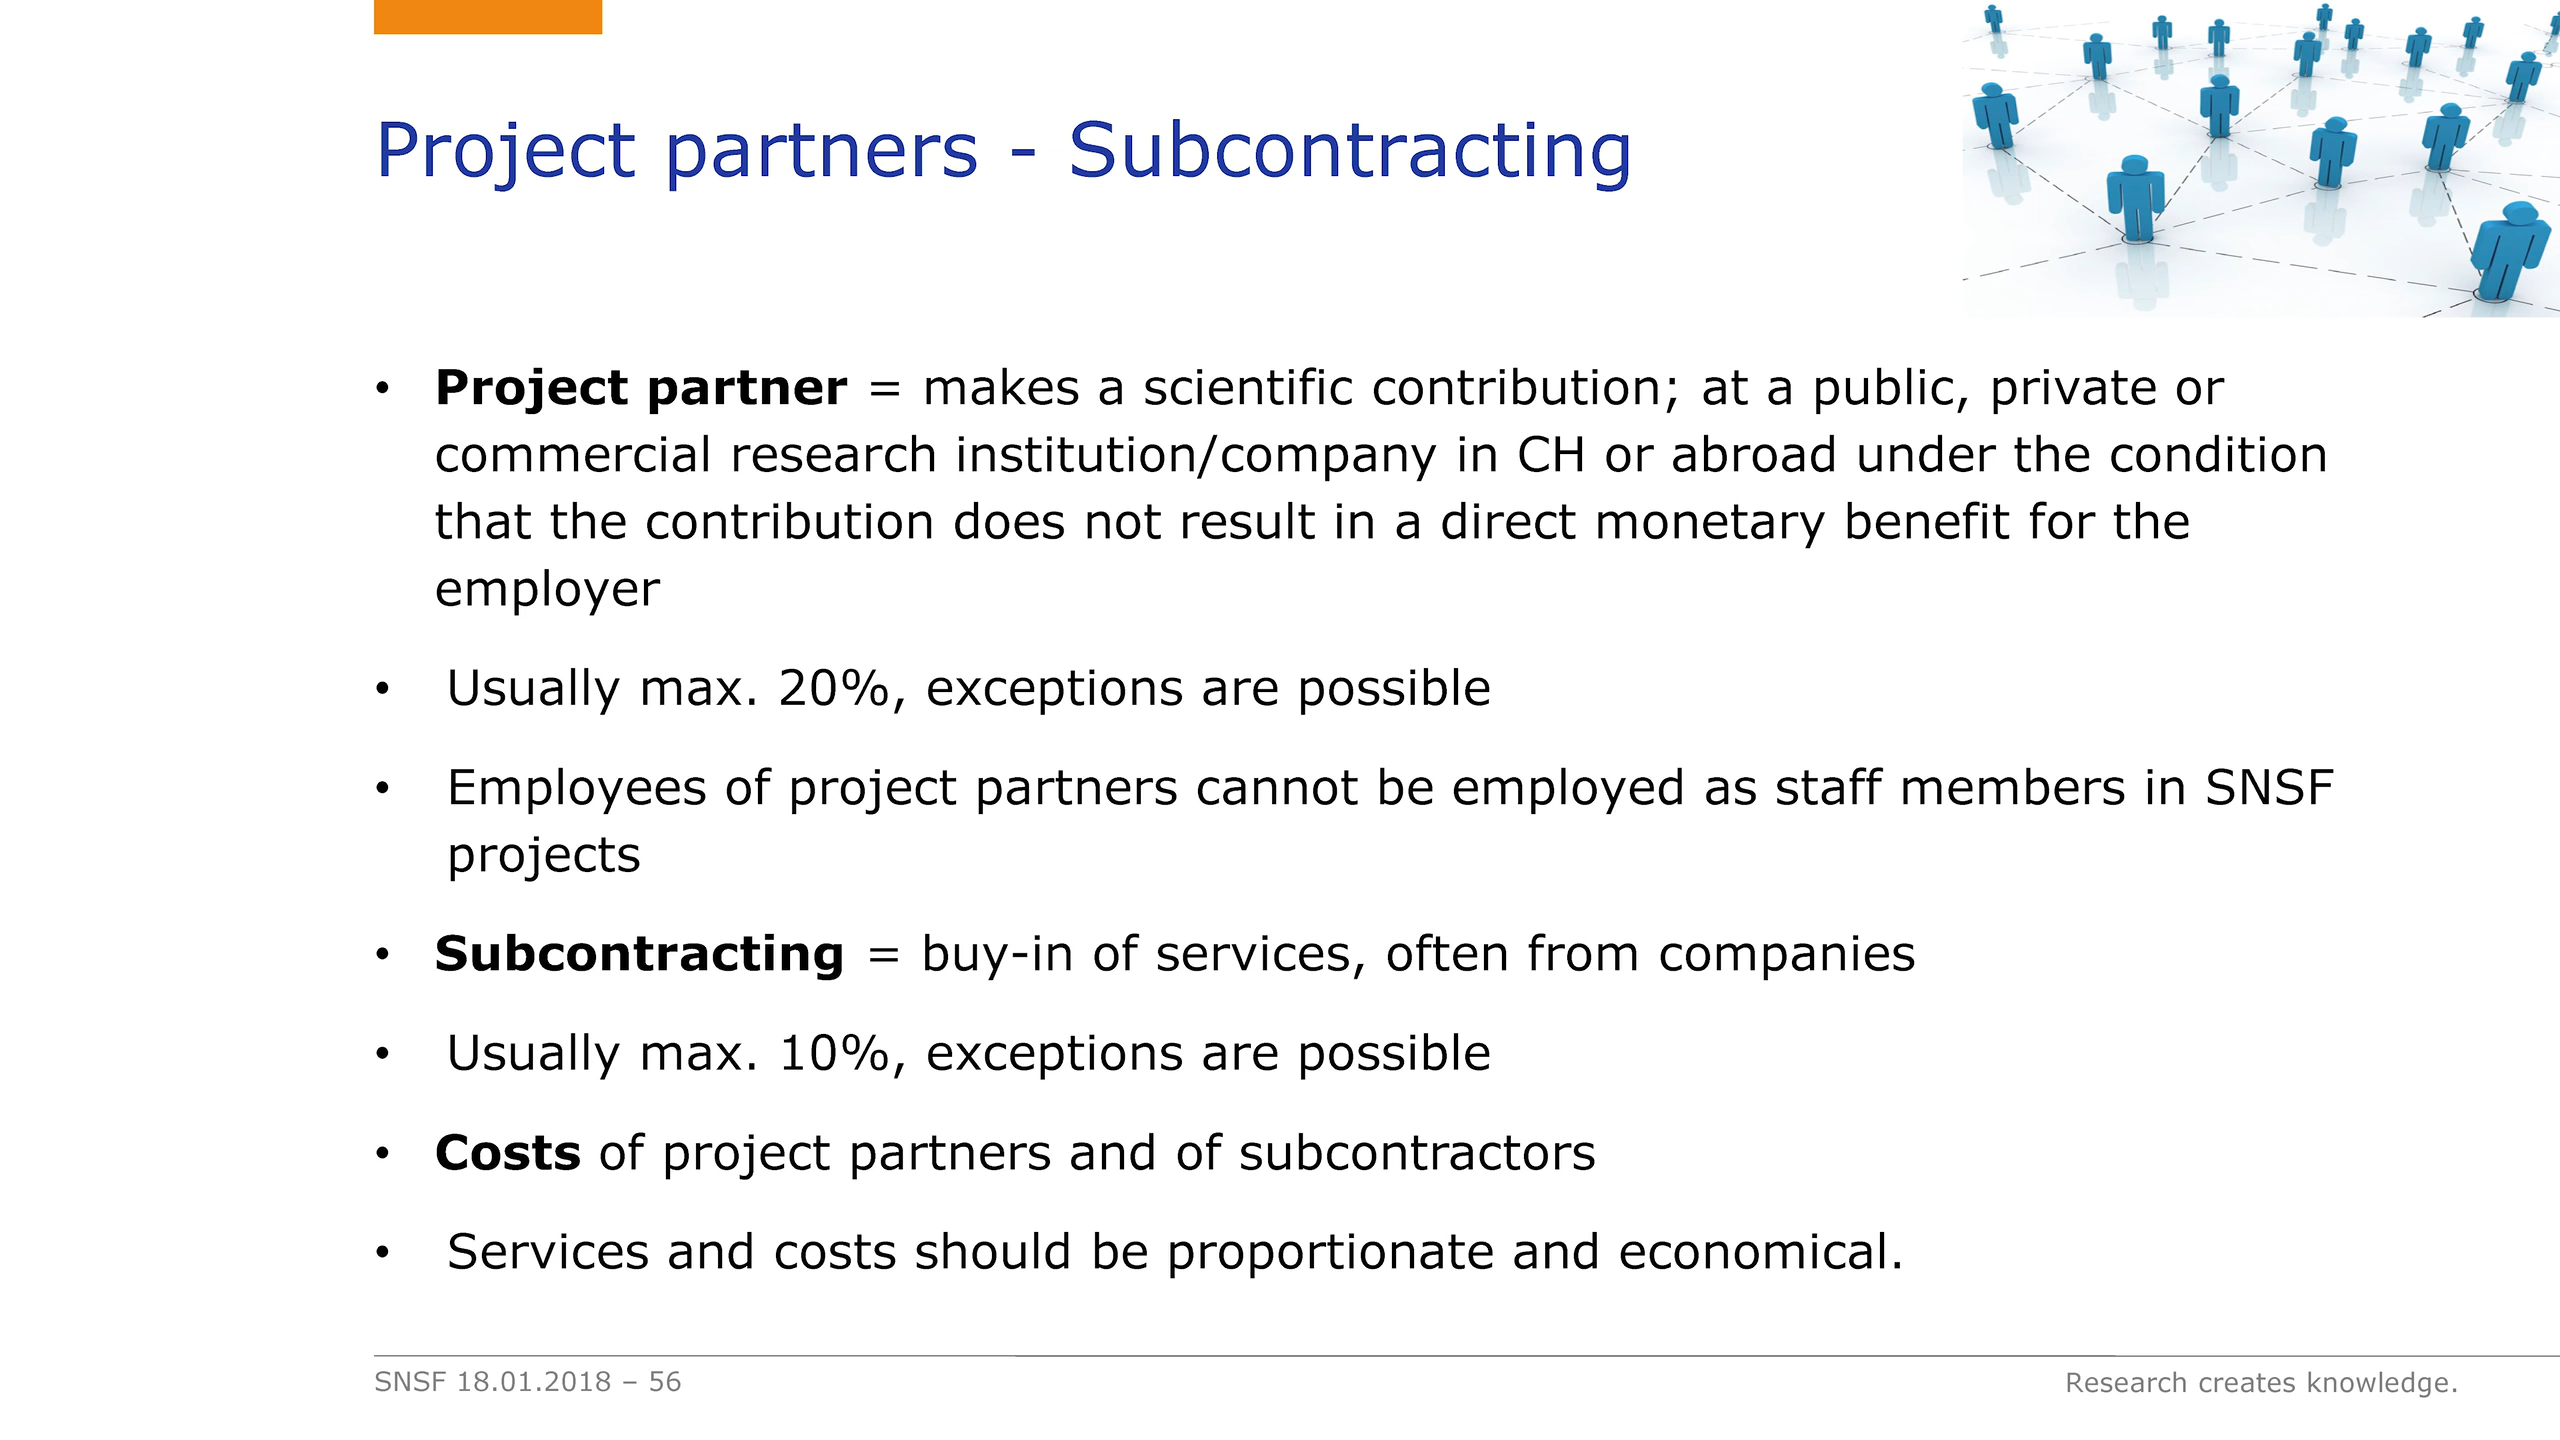 Project partners - Subcontracting
• Project partner = makes a scientific contribution; at a public, private or
commercial research institution/company in CH or abroad under the condition
that the contribution does not result in a direct monetary benefit for the
employer
• Usually max. 20%, exceptions are possible
• Employees of project partners cannot be employed as staff members in SNSF
projects
• Subcontracting = buy-in of services, often from companies
• Usually max. 10%, exceptions are possible
• Costs of project partners and of subcontractors
• Services and costs should be proportionate and economical.
SNSF 18.01.2018 – 56
Research creates knowledge.